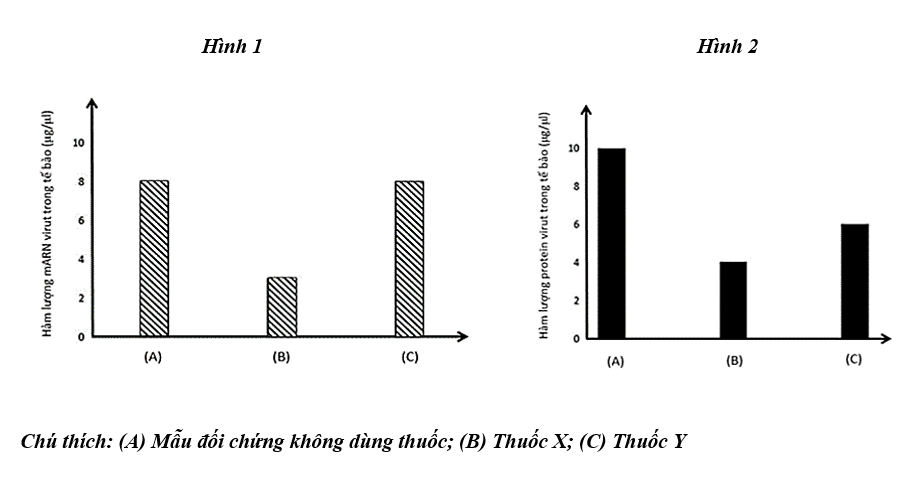 Hình 1
Hàm lượng mARN virut trong tế bào (µg/µl)
10
8
6
4
2
0
(A)
(B)
(C)
Hình 2
Hàm lượng protein virut trong tế bào (µg/µl)
10
8
6
4
2
0
(A)
(B)
(C)
Chú thích: (A) Mẫu đối chứng không dùng thuốc; (B) Thuốc X; (C) Thuốc Y